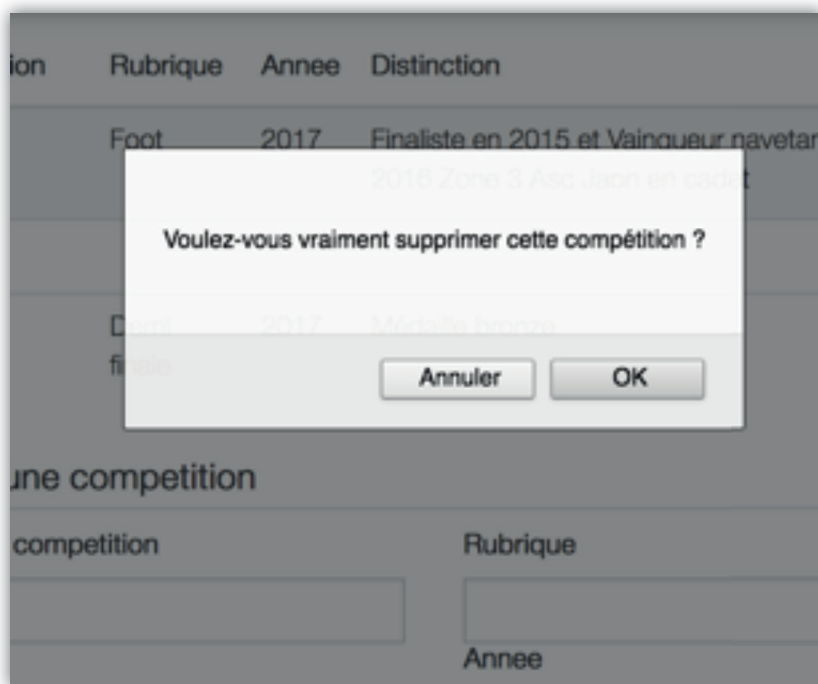 ion Rubrique Annee Distinction
Foot 2017 Finaliste en 2015 et Vainqueur navetan
2016 Zone 3 Asc Jaon en cadet
Voulez-vous vraiment supprimer cette compétition ?
Demi 2017 Médaille bronze
finale
Annuler OK
une competition
competition Rubrique
Annee